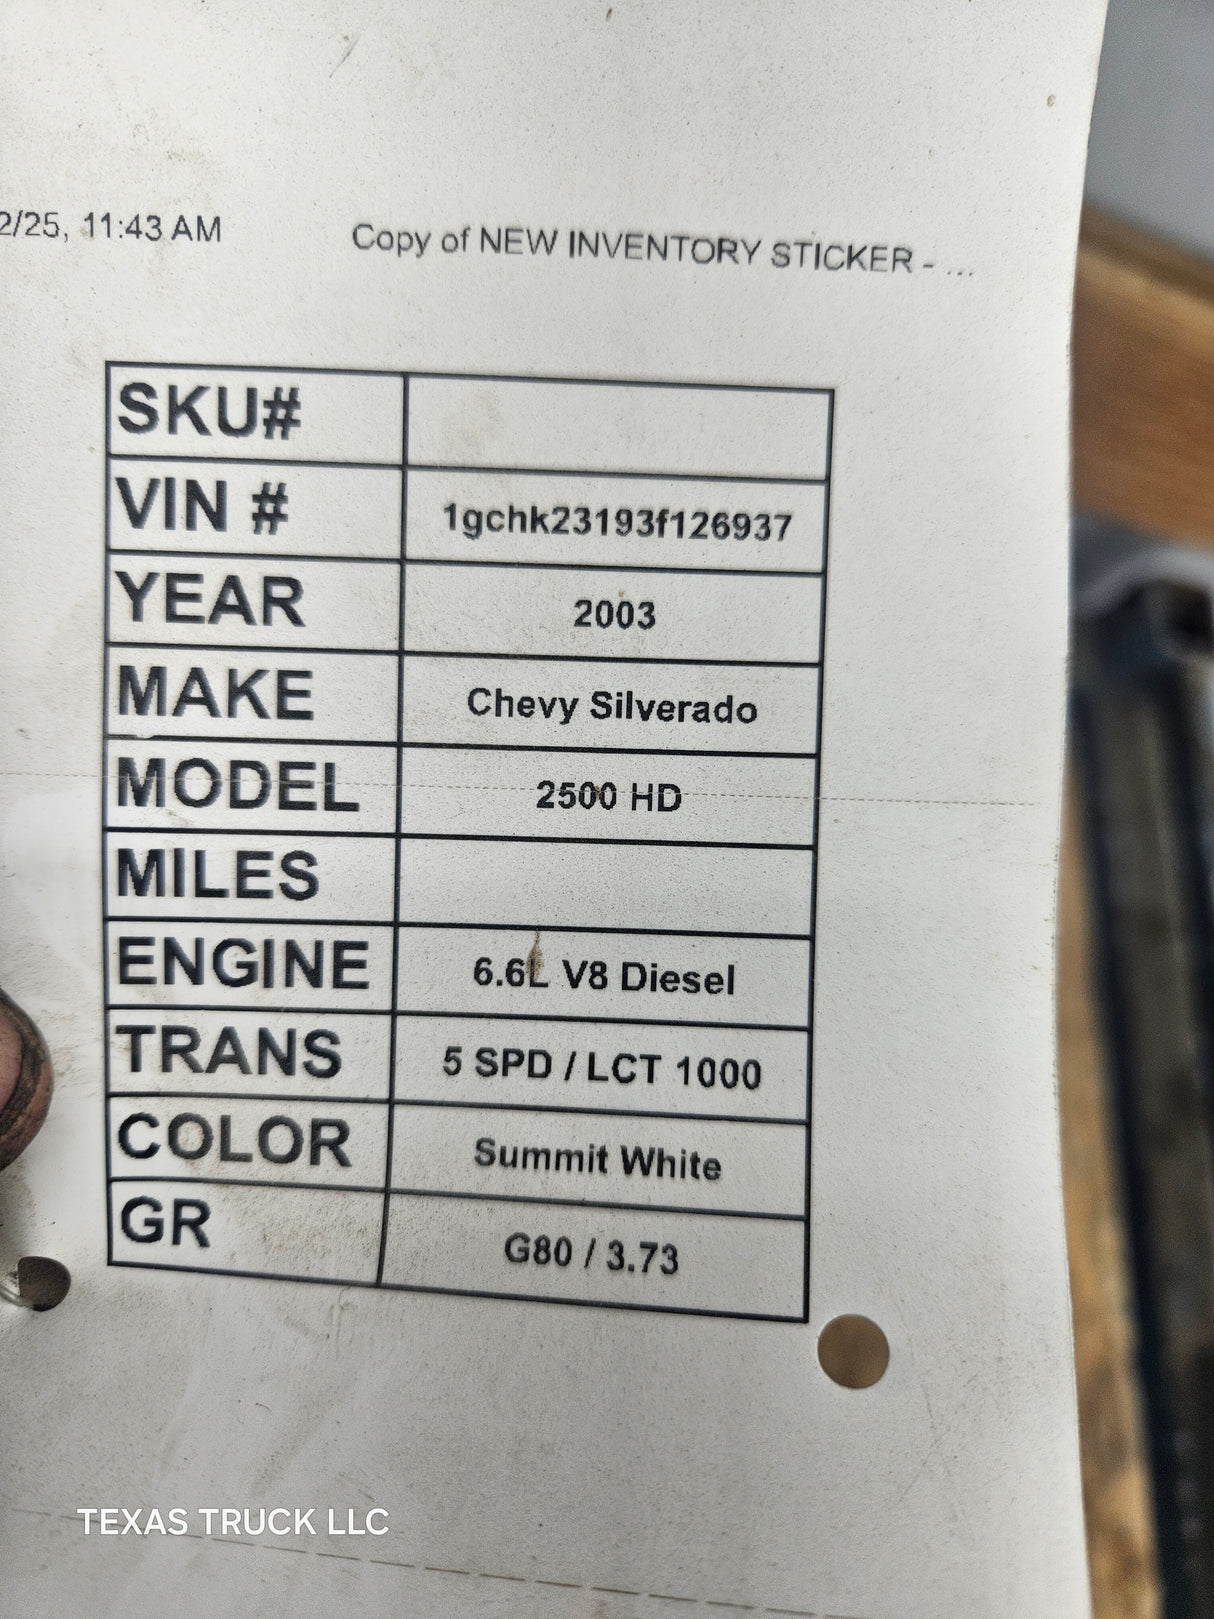 2/25, 11:43 AM
Copy of NEW INVENTORY STICKER - ...
SKU#
VIN # 1gchk23193f126937
YEAR 2003
MAKE Chevy Silverado
MODEL 2500 HD
MILES
ENGINE 6.6L V8 Diesel
TRANS 5 SPD / LCT 1000
COLOR Summit White
GR G80 / 3.73
TEXAS TRUCK LLC